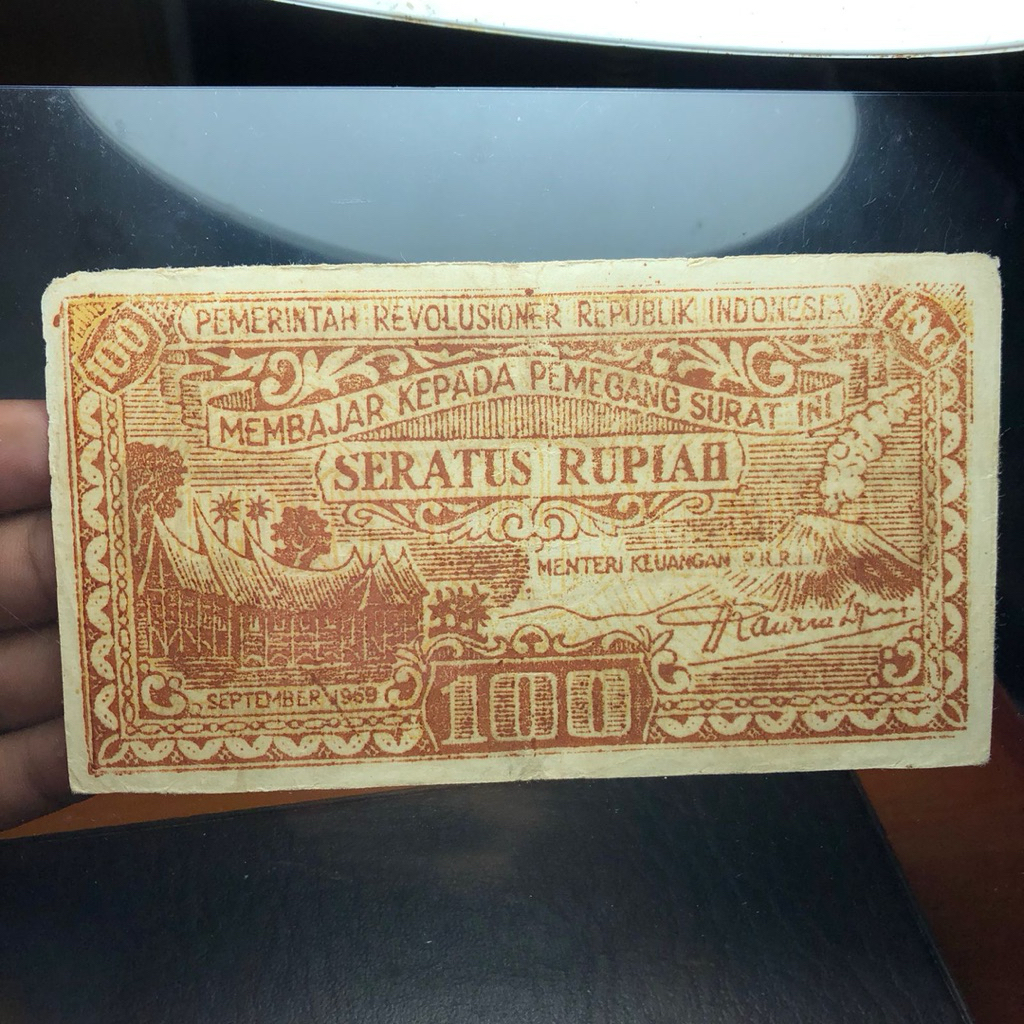 100
PEMERINTAH REVOLUSIONER REPUBLIK INDONESIA
100
MEMBAJAR KEPADA PEMEGANG SURAT INI
SERATUS RUPIAH
MENTERI KEUANGAN P.R.R.I.
SEPTEMBER 1959
100